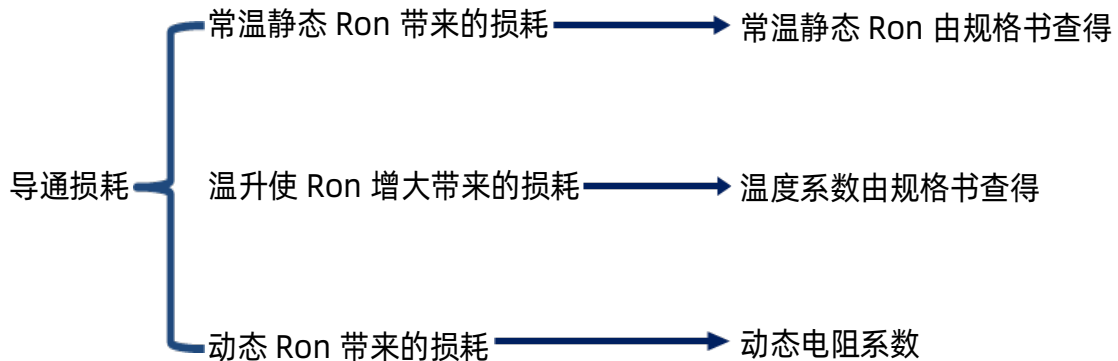 常温静态 Ron 带来的损耗
常温静态 Ron 由规格书查得
导通损耗
温升使 Ron 增大带来的损耗
温度系数由规格书查得
动态 Ron 带来的损耗
动态电阻系数